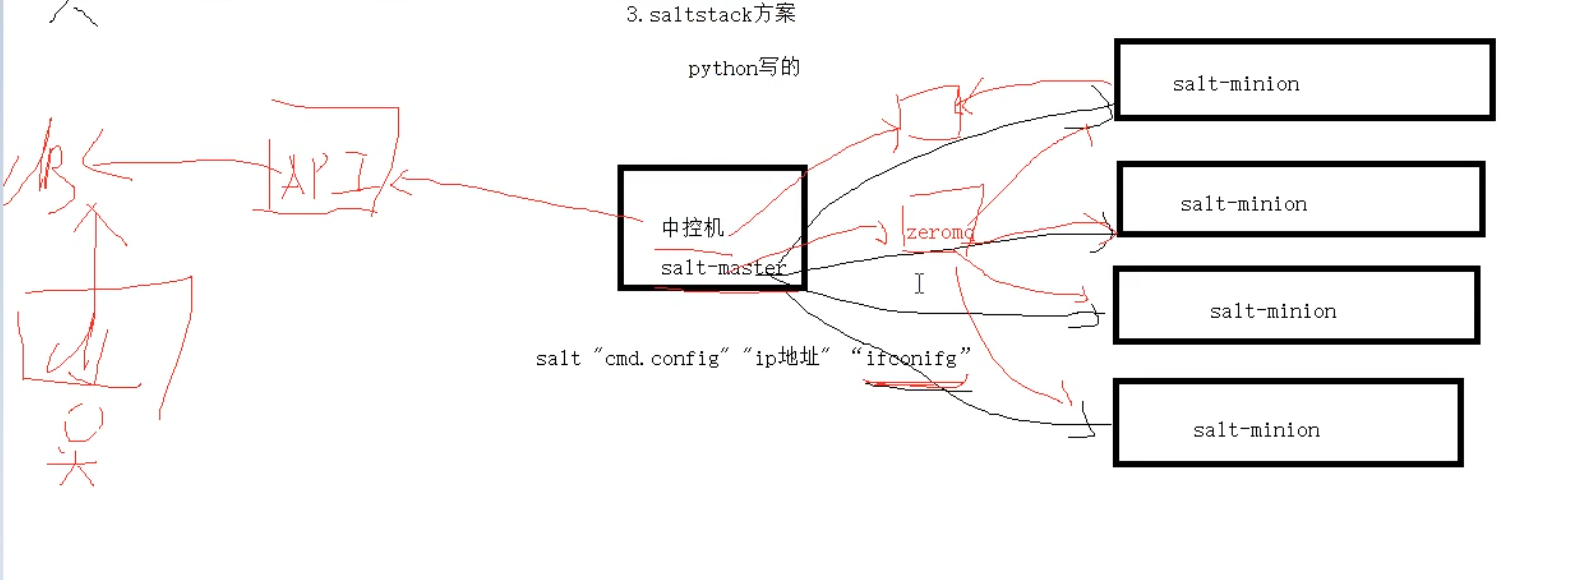 3.saltstack方案
python写的
salt-minion
DB
API
中控机
salt-master
zeromq
salt-minion
salt-minion
salt "cmd.config" "ip地址" “ifconifg”
salt-minion